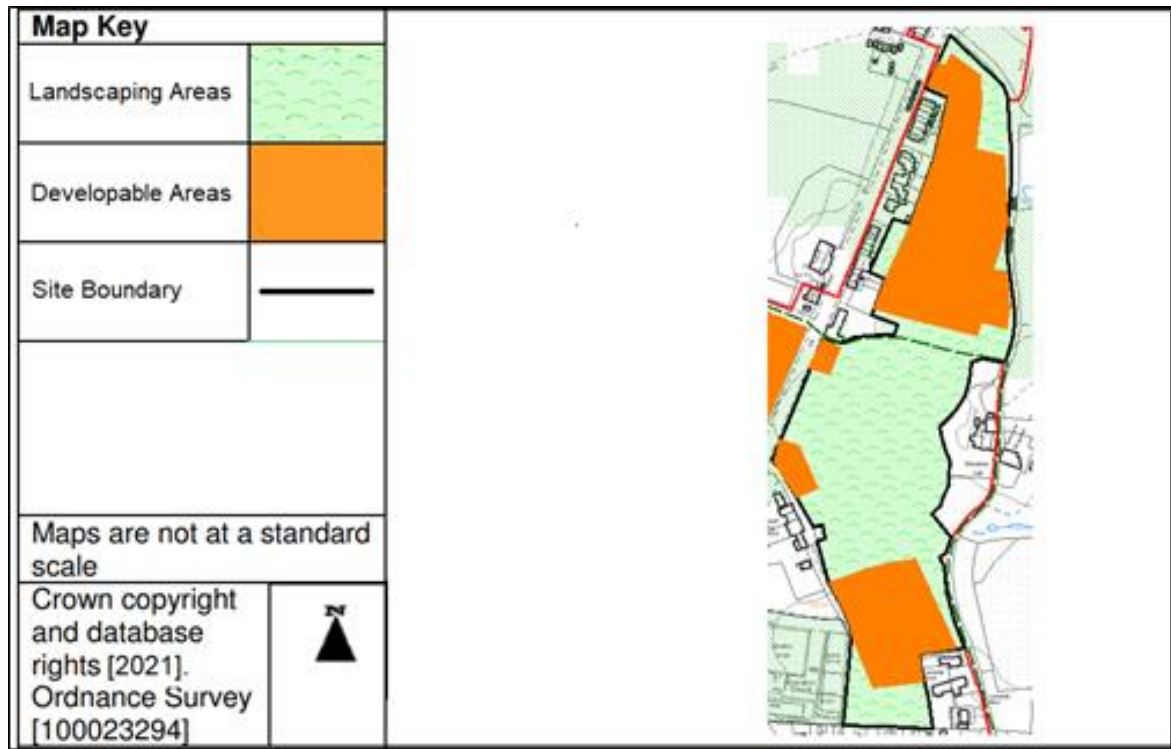 Map Key
Landscaping Areas
Developable Areas
Site Boundary
Maps are not at a standard
scale
Crown copyright
and database
rights [2021].
Ordnance Survey
[100023294]
N